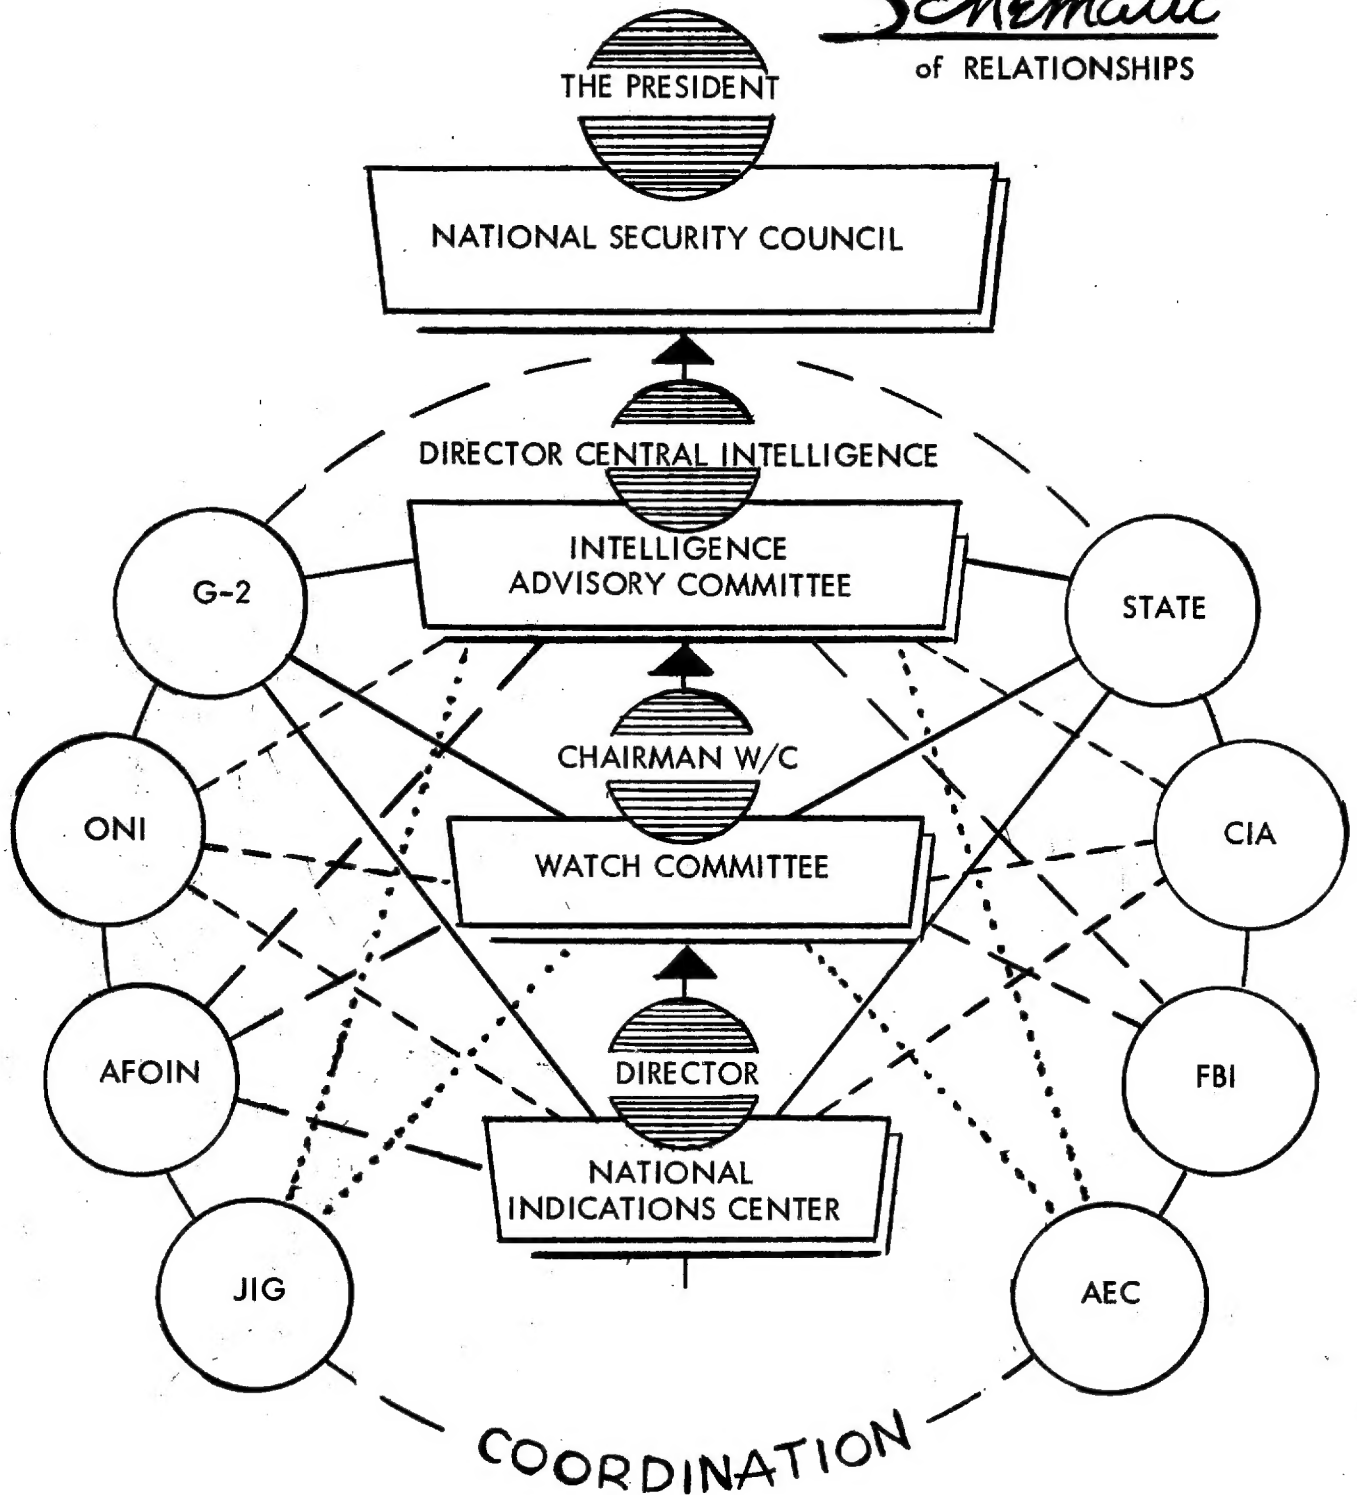 Schematic
of RELATIONSHIPS
THE PRESIDENT
NATIONAL SECURITY COUNCIL
DIRECTOR CENTRAL INTELLIGENCE
INTELLIGENCE
ADVISORY COMMITTEE
G-2
STATE
CHAIRMAN W/C
ONI
CIA
WATCH COMMITTEE
AFOIN
DIRECTOR
FBI
NATIONAL
INDICATIONS CENTER
JIG
AEC
COORDINATION